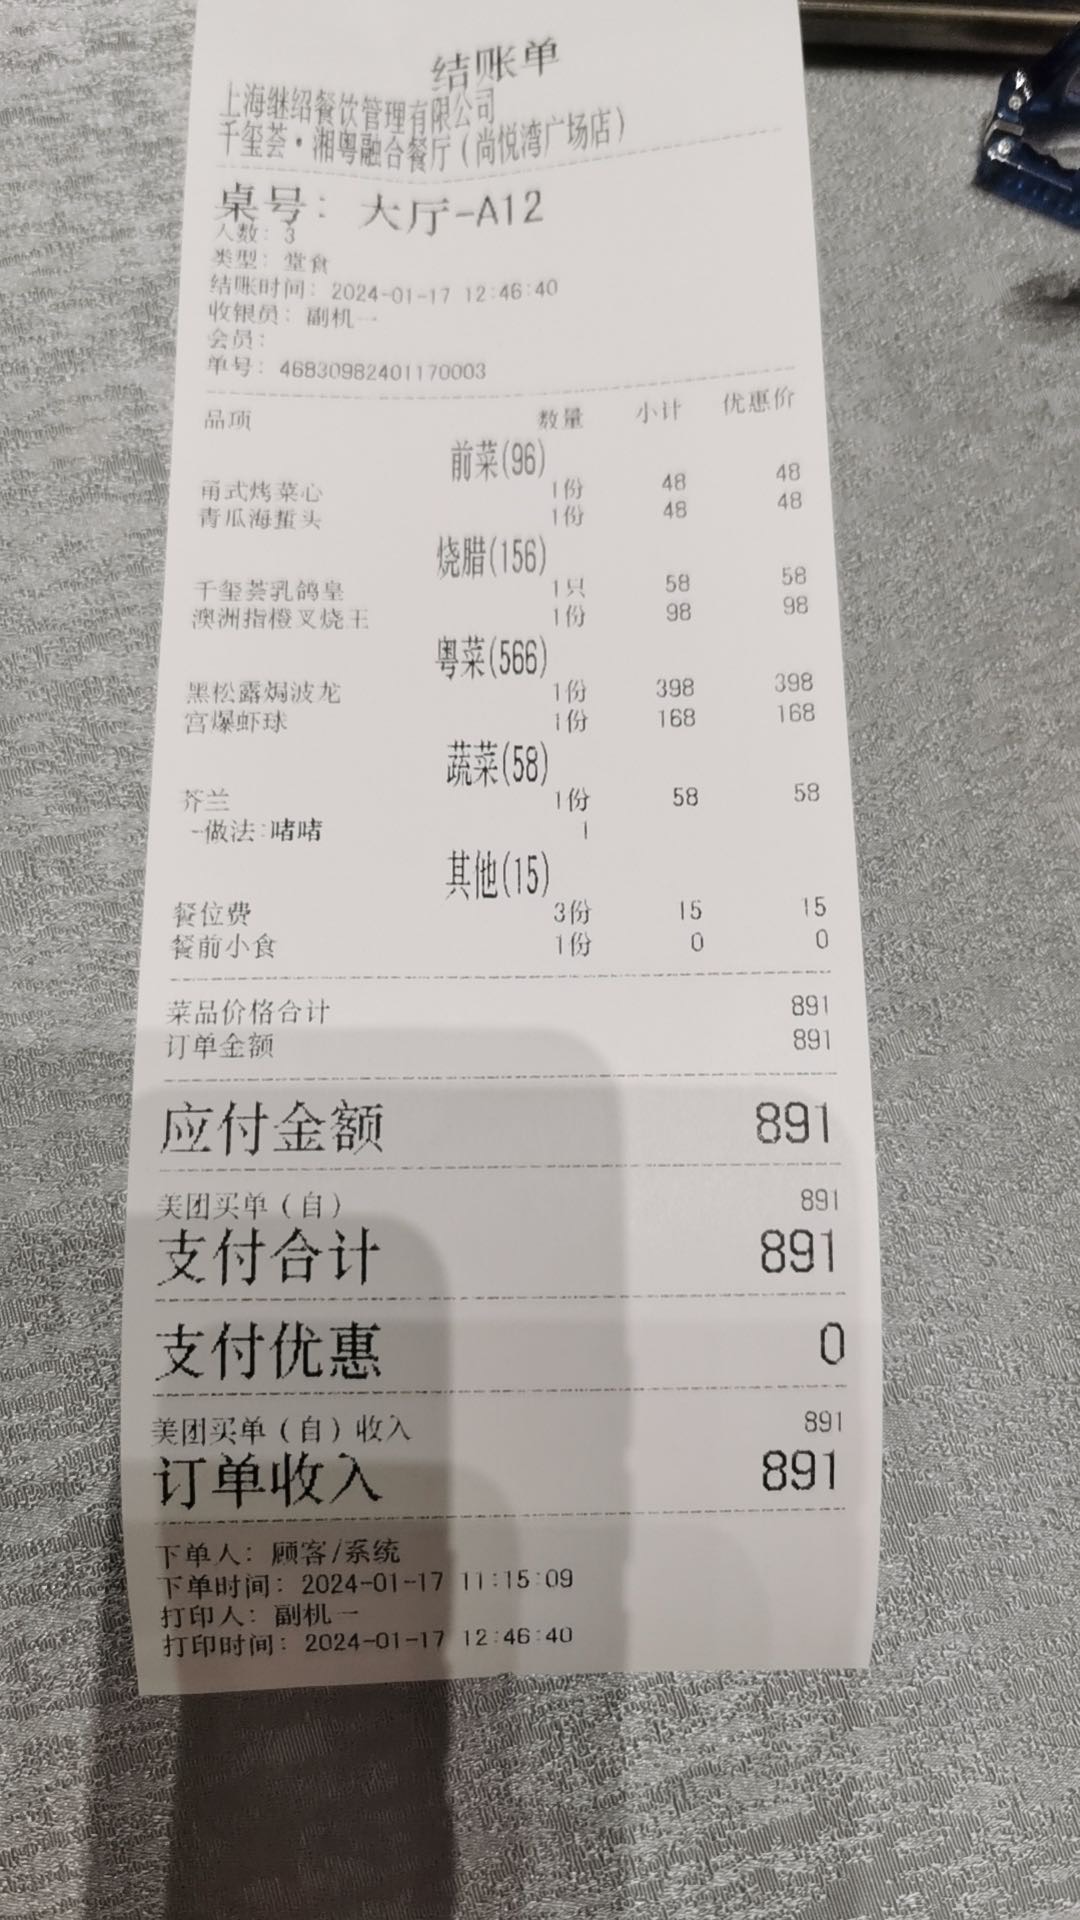 结账单
上海继绍餐饮管理有限公司
千玺荟·湘粤融合餐厅(尚悦湾广场店)
桌号: 大厅-A12
人数: 3
类型: 堂食
结账时间: 2024-01-17 12:46:40
收银员: 副机一
会员:
单号: 46830982401170003
品项 数量 小计 优惠价
前菜(96)
甬式烤菜心 1份 48 48
青瓜海蜇头 1份 48 48
烧腊(156)
千玺荟乳鸽皇 1只 58 58
澳洲指橙叉烧王 1份 98 98
粤菜(566)
黑松露焗波龙 1份 398 398
宫爆虾球 1份 168 168
蔬菜(58)
芥兰 1份 58 58
-做法:啫啫 1
其他(15)
餐位费 3份 15 15
餐前小食 1份 0 0
菜品价格合计 891
订单金额 891
应付金额 891
美团买单(自) 891
支付合计 891
支付优惠 0
美团买单(自)收入 891
订单收入 891
下单人: 顾客/系统
下单时间: 2024-01-17 11:15:09
打印人: 副机一
打印时间: 2024-01-17 12:46:40